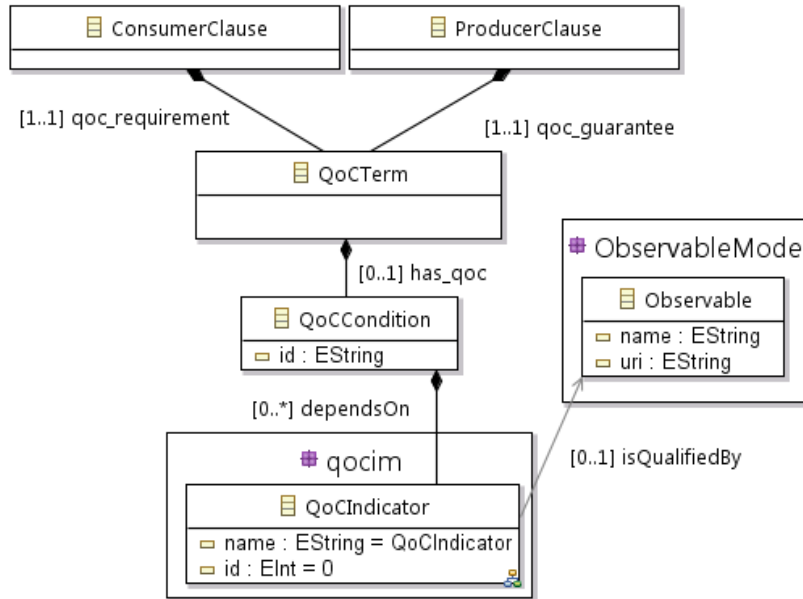 ConsumerClause
ProducerClause
[1..1] qoc_requirement
[1..1] qoc_guarantee
QoCTerm
ObservableMode
[0..1] has_qoc
Observable
QoCCondition
name : EString
id : EString
uri : EString
[0..*] dependsOn
[0..1] isQualifiedBy
qocim
QoCIndicator
name : EString = QoCIndicator
id : EInt = 0